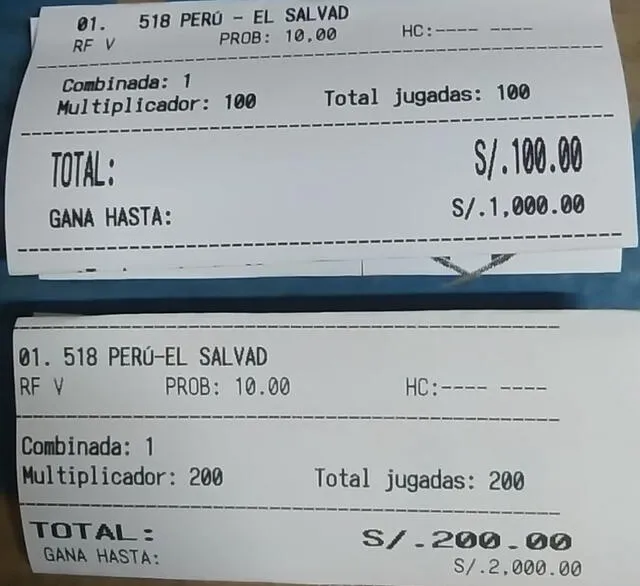 01. 518 PERÚ - EL SALVAD
RF V PROB: 10.00 HC:---- ----
Combinada: 1
Multiplicador: 100 Total jugadas: 100
TOTAL: S/.100.00
GANA HASTA: S/.1,000.00
01. 518 PERÚ-EL SALVAD
RF V PROB: 10.00 HC:---- ----
Combinada: 1
Multiplicador: 200 Total jugadas: 200
TOTAL: S/.200.00
GANA HASTA: S/.2,000.00